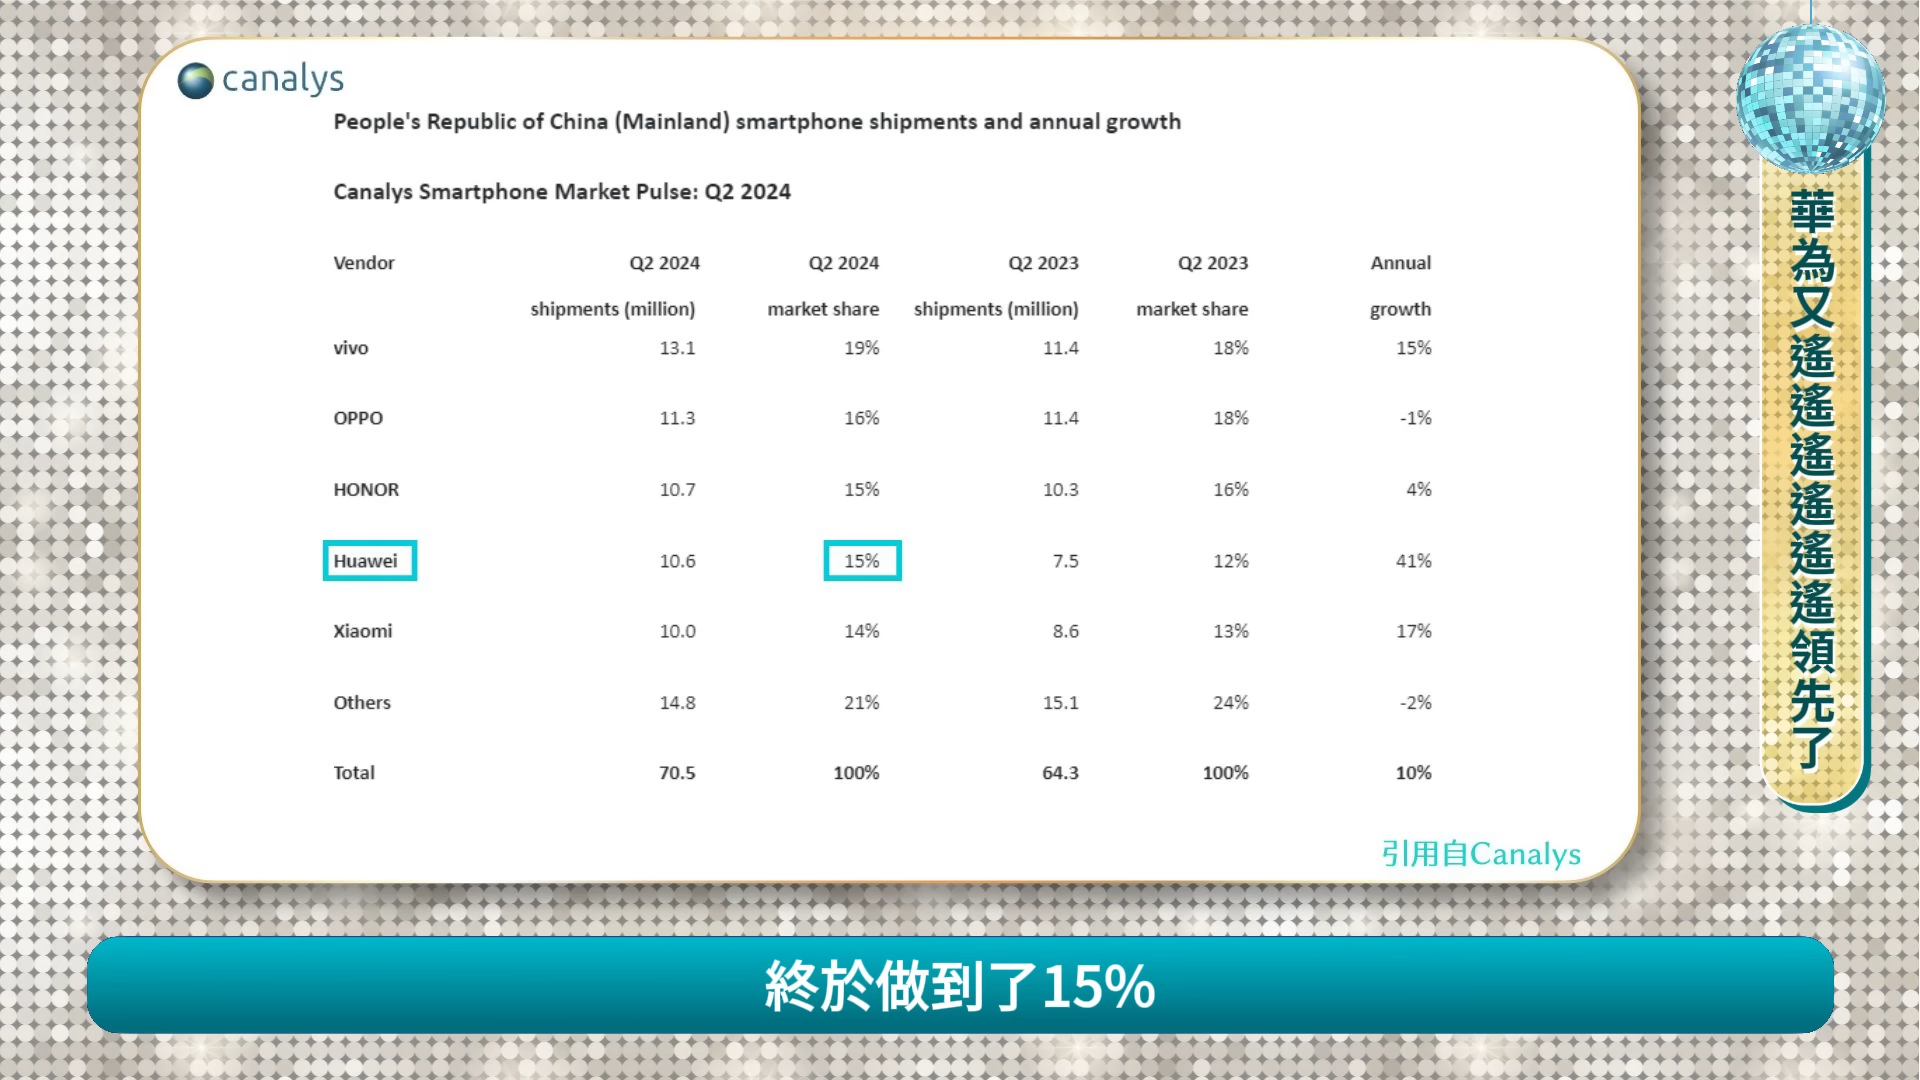 canalys
People's Republic of China (Mainland) smartphone shipments and annual growth
Canalys Smartphone Market Pulse: Q2 2024
Vendor Q2 2024 Q2 2024 Q2 2023 Q2 2023 Annual
shipments (million) market share shipments (million) market share growth
vivo 13.1 19% 11.4 18% 15%
OPPO 11.3 16% 11.4 18% -1%
HONOR 10.7 15% 10.3 16% 4%
Huawei 10.6 15% 7.5 12% 41%
Xiaomi 10.0 14% 8.6 13% 17%
Others 14.8 21% 15.1 24% -2%
Total 70.5 100% 64.3 100% 10%
引用自Canalys
華為又遙遙遙遙遙遙領先了
終於做到了15%